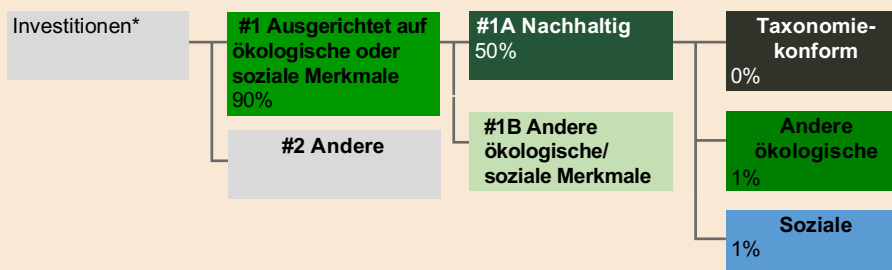 Investitionen*
#1 Ausgerichtet auf
ökologische oder
soziale Merkmale
90%
#2 Andere
#1A Nachhaltig
50%
#1B Andere
ökologische/
soziale Merkmale
Taxonomie-
konform
0%
Andere
ökologische
1%
Soziale
1%